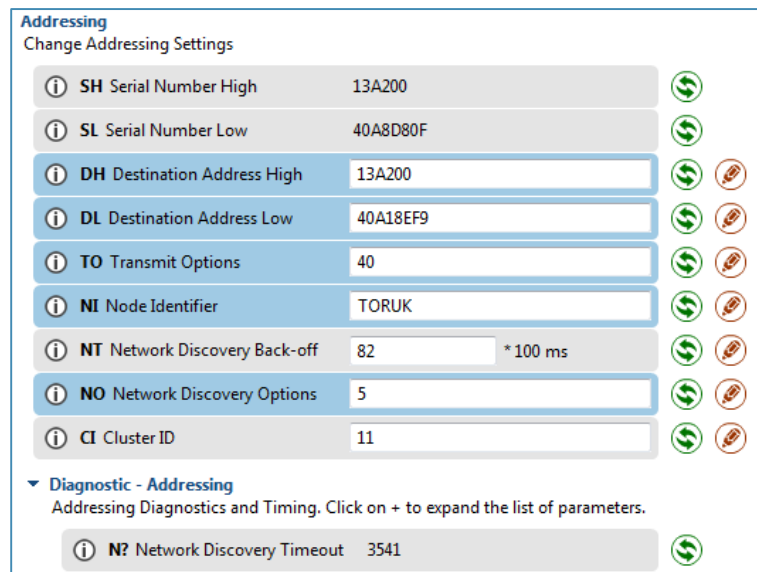 Addressing
Change Addressing Settings
SH Serial Number High 13A200
SL Serial Number Low 40A8D80F
DH Destination Address High 13A200
DL Destination Address Low 40A18EF9
TO Transmit Options 40
NI Node Identifier TORUK
NT Network Discovery Back-off 82 * 100 ms
NO Network Discovery Options 5
CI Cluster ID 11
Diagnostic - Addressing
Addressing Diagnostics and Timing. Click on + to expand the list of parameters.
N? Network Discovery Timeout 3541